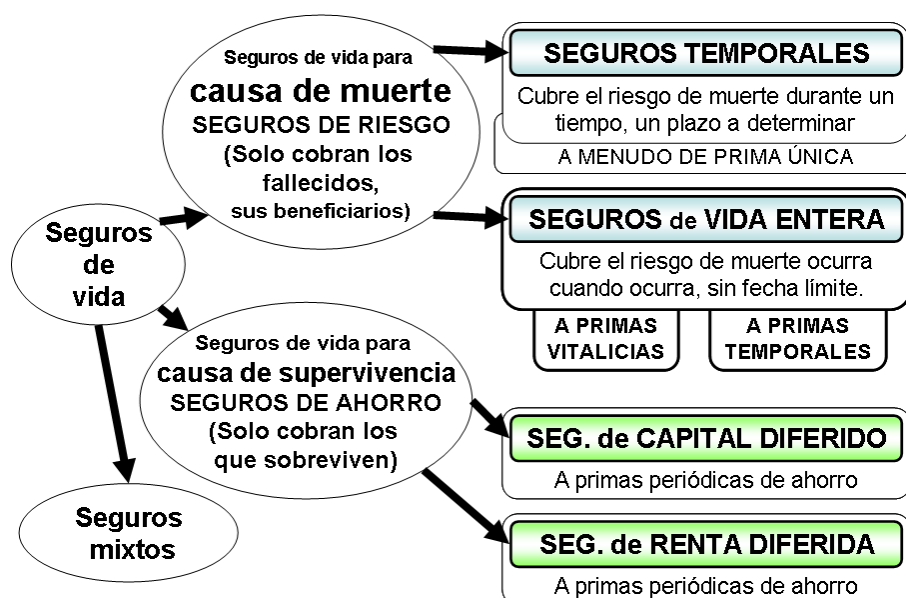 Seguros
de
vida
Seguros de vida para
causa de muerte
SEGUROS DE RIESGO
(Solo cobran los
fallecidos,
sus beneficiarios)
SEGUROS TEMPORALES
Cubre el riesgo de muerte durante un
tiempo, un plazo a determinar
A MENUDO DE PRIMA ÚNICA
SEGUROS de VIDA ENTERA
Cubre el riesgo de muerte ocurra
cuando ocurra, sin fecha límite.
A PRIMAS
VITALICIAS
A PRIMAS
TEMPORALES
Seguros de vida para
causa de supervivencia
SEGUROS DE AHORRO
(Solo cobran los
que sobreviven)
SEG. de CAPITAL DIFERIDO
A primas periódicas de ahorro
SEG. de RENTA DIFERIDA
A primas periódicas de ahorro
Seguros
mixtos